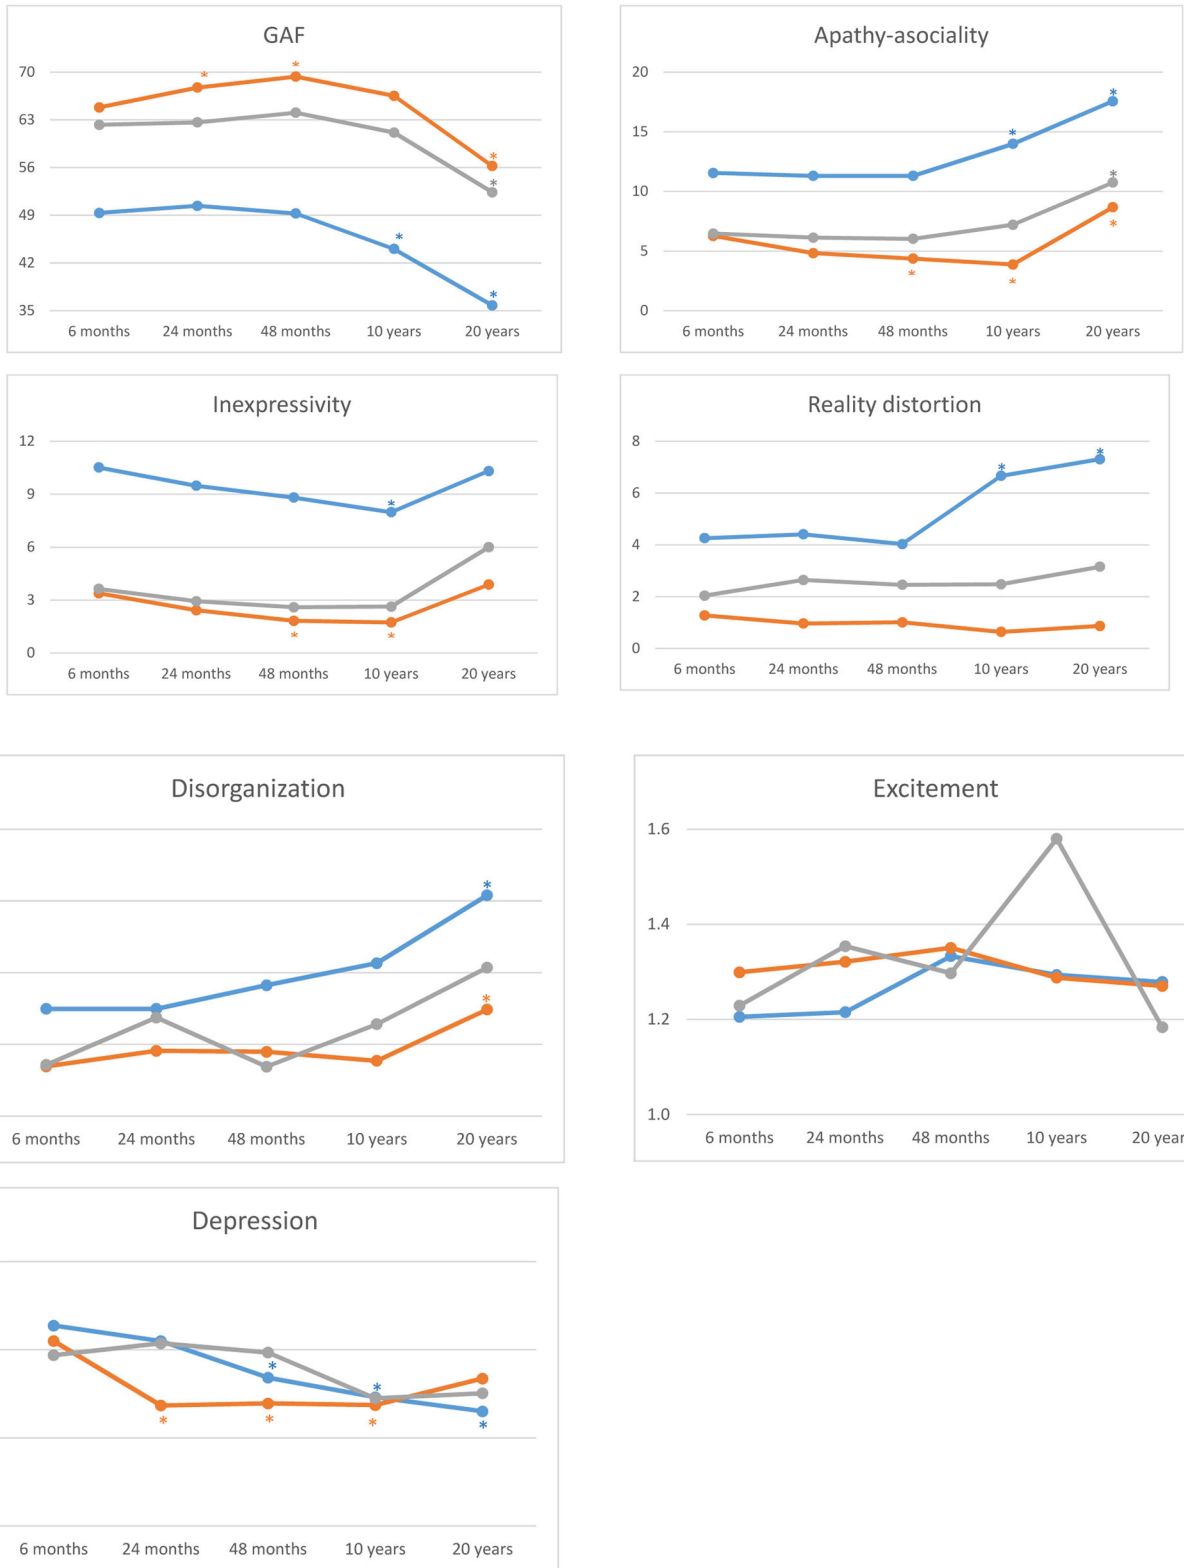 GAF
70
63
56
49
42
35
6 months 24 months 48 months 10 years 20 years
Apathy-asociality
20
15
10
5
0
6 months 24 months 48 months 10 years 20 years
Inexpressivity
12
9
6
3
0
6 months 24 months 48 months 10 years 20 years
Reality distortion
8
6
4
2
0
6 months 24 months 48 months 10 years 20 years
Disorganization
6 months 24 months 48 months 10 years 20 years
Excitement
1.6
1.4
1.2
1.0
6 months 24 months 48 months 10 years 20 year
Depression
6 months 24 months 48 months 10 years 20 years